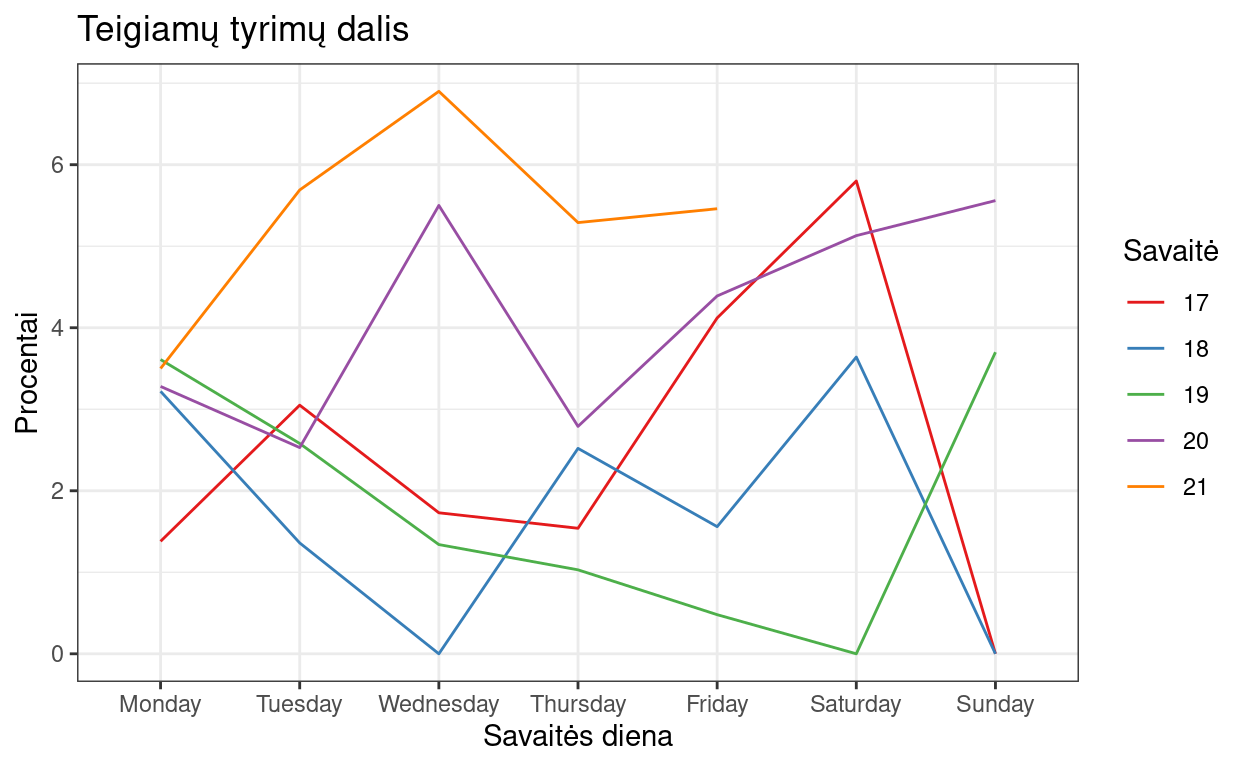 Teigiamų tyrimų dalis
Procentai
6
4
2
0
Monday Tuesday Wednesday Thursday Friday Saturday Sunday
Savaitės diena
Savaitė
17
18
19
20
21